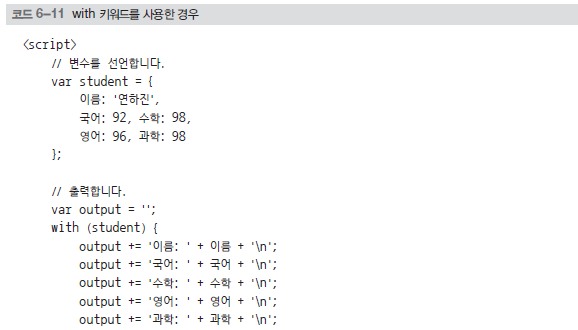 코드 6-11 with 키워드를 사용한 경우
<script>
// 변수를 선언합니다.
var student = {
이름: '연하진',
국어: 92, 수학: 98,
영어: 96, 과학: 98
};
// 출력합니다.
var output = '';
with (student) {
output += '이름: ' + 이름 + '\n';
output += '국어: ' + 국어 + '\n';
output += '수학: ' + 수학 + '\n';
output += '영어: ' + 영어 + '\n';
output += '과학: ' + 과학 + '\n';